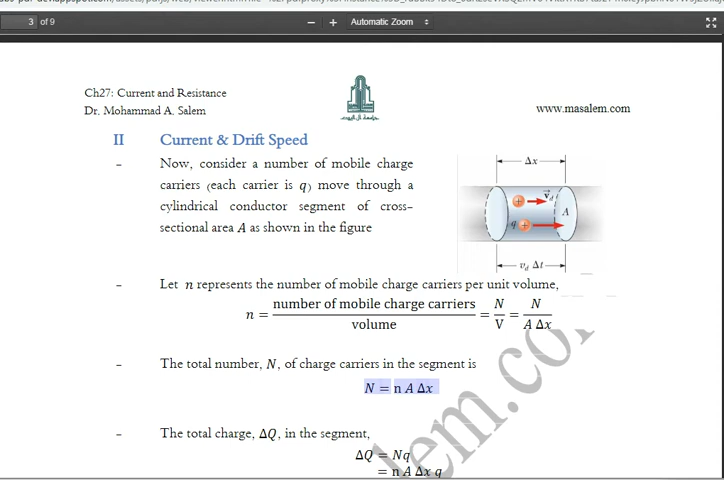 3 of 9
Automatic Zoom
Ch27: Current and Resistance
Dr. Mohammad A. Salem
www.masalem.com
II Current & Drift Speed
- Now, consider a number of mobile charge
carriers (each carrier is q) move through a
cylindrical conductor segment of cross-
sectional area A as shown in the figure
Δx
v⃗d
A
q
vd Δt
- Let n represents the number of mobile charge carriers per unit volume,
n = number of mobile charge carriers / volume = N / V = N / A Δx
- The total number, N, of charge carriers in the segment is
N = n A Δx
- The total charge, ΔQ, in the segment,
ΔQ = Nq
= n A Δx q